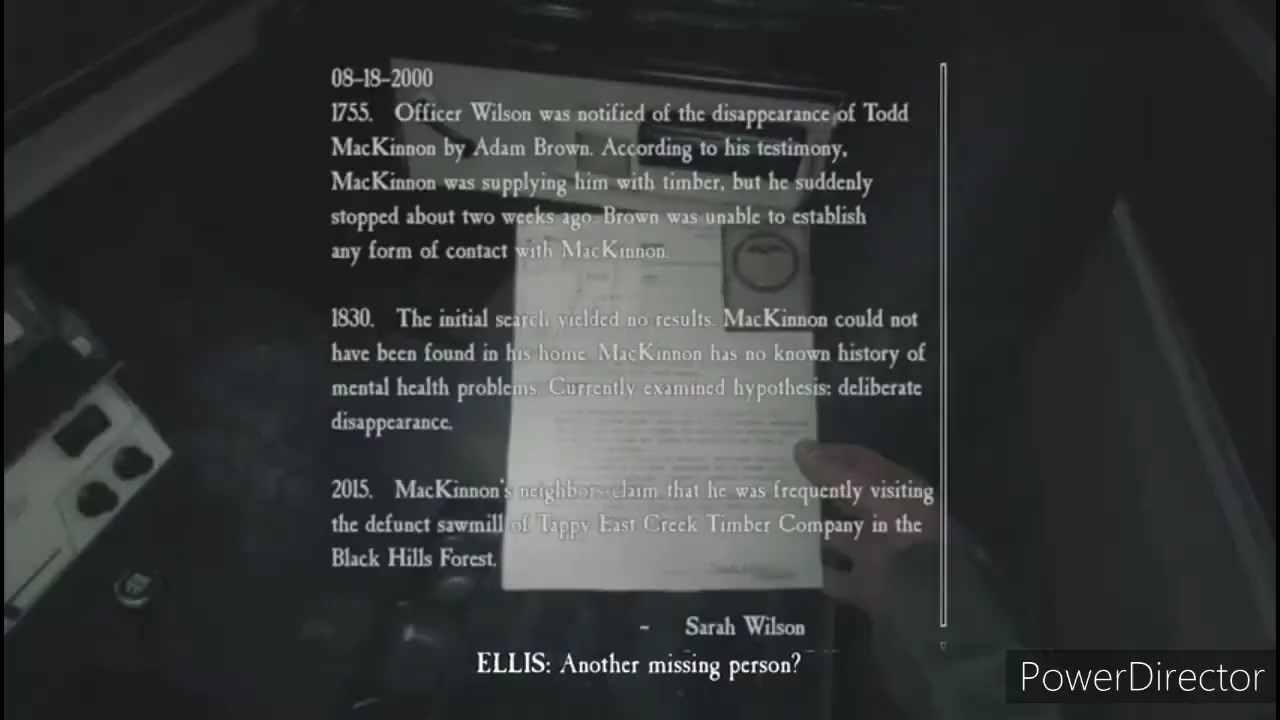 08-18-2000
1755. Officer Wilson was notified of the disappearance of Todd
MacKinnon by Adam Brown. According to his testimony,
MacKinnon was supplying him with timber, but he suddenly
stopped about two weeks ago. Brown was unable to establish
any form of contact with MacKinnon.
1830. The initial search yielded no results. MacKinnon could not
have been found in his home. MacKinnon has no known history of
mental health problems. Currently examined hypothesis: deliberate
disappearance.
2015. MacKinnon's neighbors claim that he was frequently visiting
the defunct sawmill of Tappy East Creek Timber Company in the
Black Hills Forest.
- Sarah Wilson
ELLIS: Another missing person?
PowerDirector